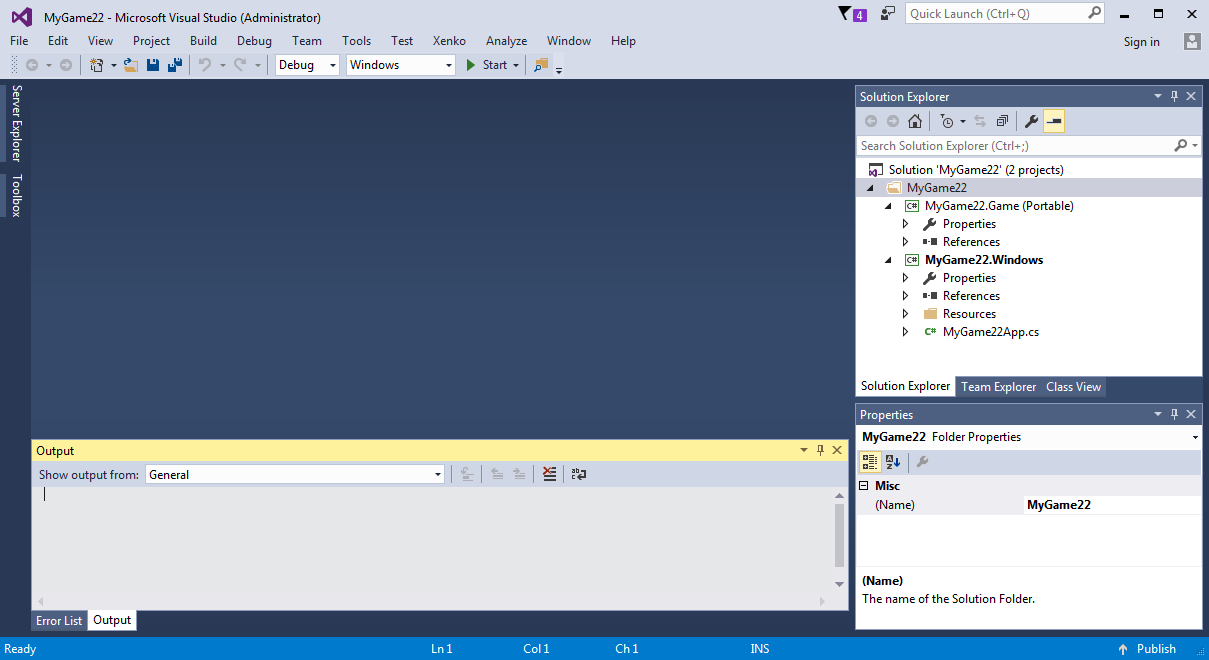 MyGame22 - Microsoft Visual Studio (Administrator)
4
Quick Launch (Ctrl+Q)
File Edit View Project Build Debug Team Tools Test Xenko Analyze Window Help
Sign in
Debug Windows Start
Server Explorer
Toolbox
Solution Explorer
Search Solution Explorer (Ctrl+;)
Solution 'MyGame22' (2 projects)
MyGame22
C# MyGame22.Game (Portable)
Properties
References
C# MyGame22.Windows
Properties
References
Resources
C# MyGame22App.cs
Solution Explorer Team Explorer Class View
Properties
MyGame22 Folder Properties
Misc
(Name) MyGame22
(Name)
The name of the Solution Folder.
Output
Show output from: General
Error List Output
Ready Ln 1 Col 1 Ch 1 INS Publish